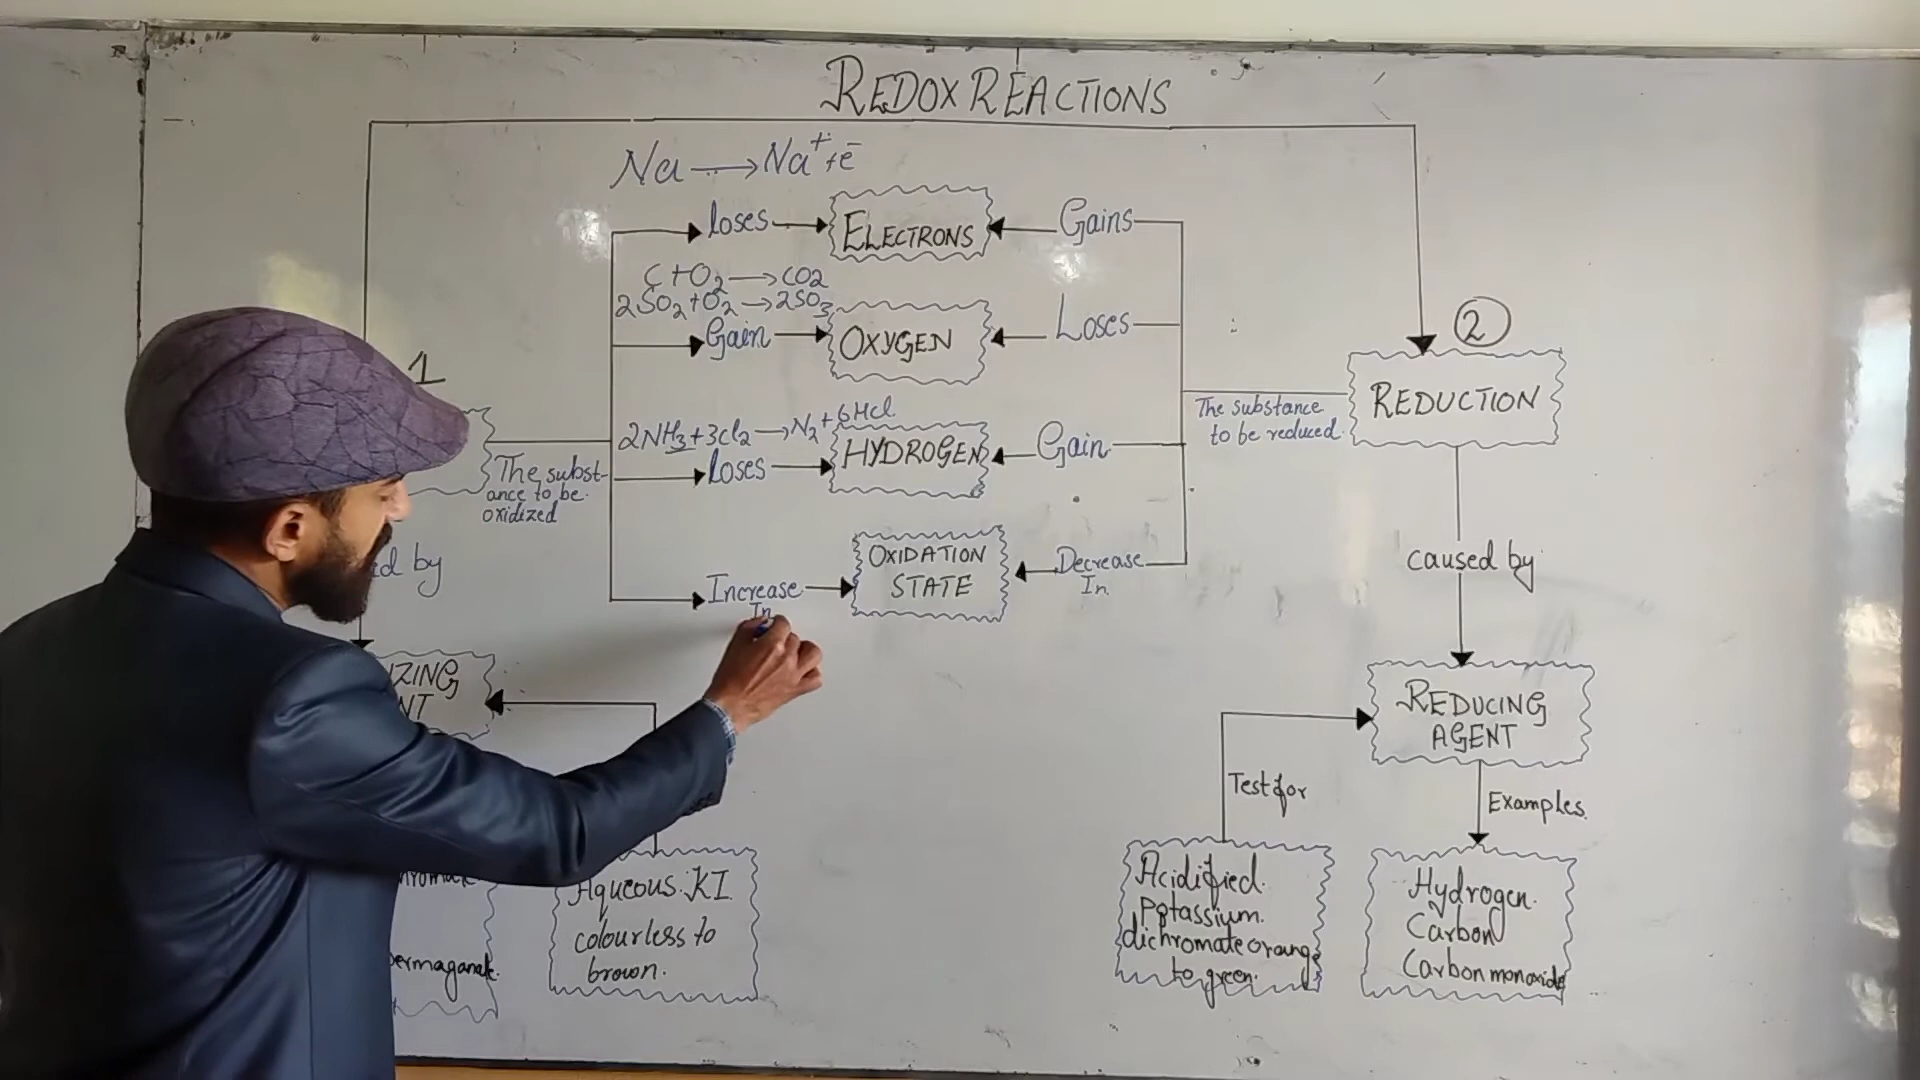 REDOX REACTIONS
Na → Na⁺ + e⁻
loses
ELECTRONS
Gains
C + O₂ → CO₂
2SO₂ + O₂ → 2SO₃
Gain
OXYGEN
Loses
2NH₃ + 3Cl₂ → N₂ + 6HCl
loses
HYDROGEN
Gain
Increase
In
OXIDATION
STATE
Decrease
In
1
The subst-
ance to be
oxidized
ed by
IZING
NT
Aqueous KI
colourless to
brown.
ermaganate.
2
REDUCTION
The substance
to be reduced.
caused by
REDUCING
AGENT
Test for
Acidified
Potassium
dichromate orange
to green.
Examples
Hydrogen
Carbon
Carbon monoxide